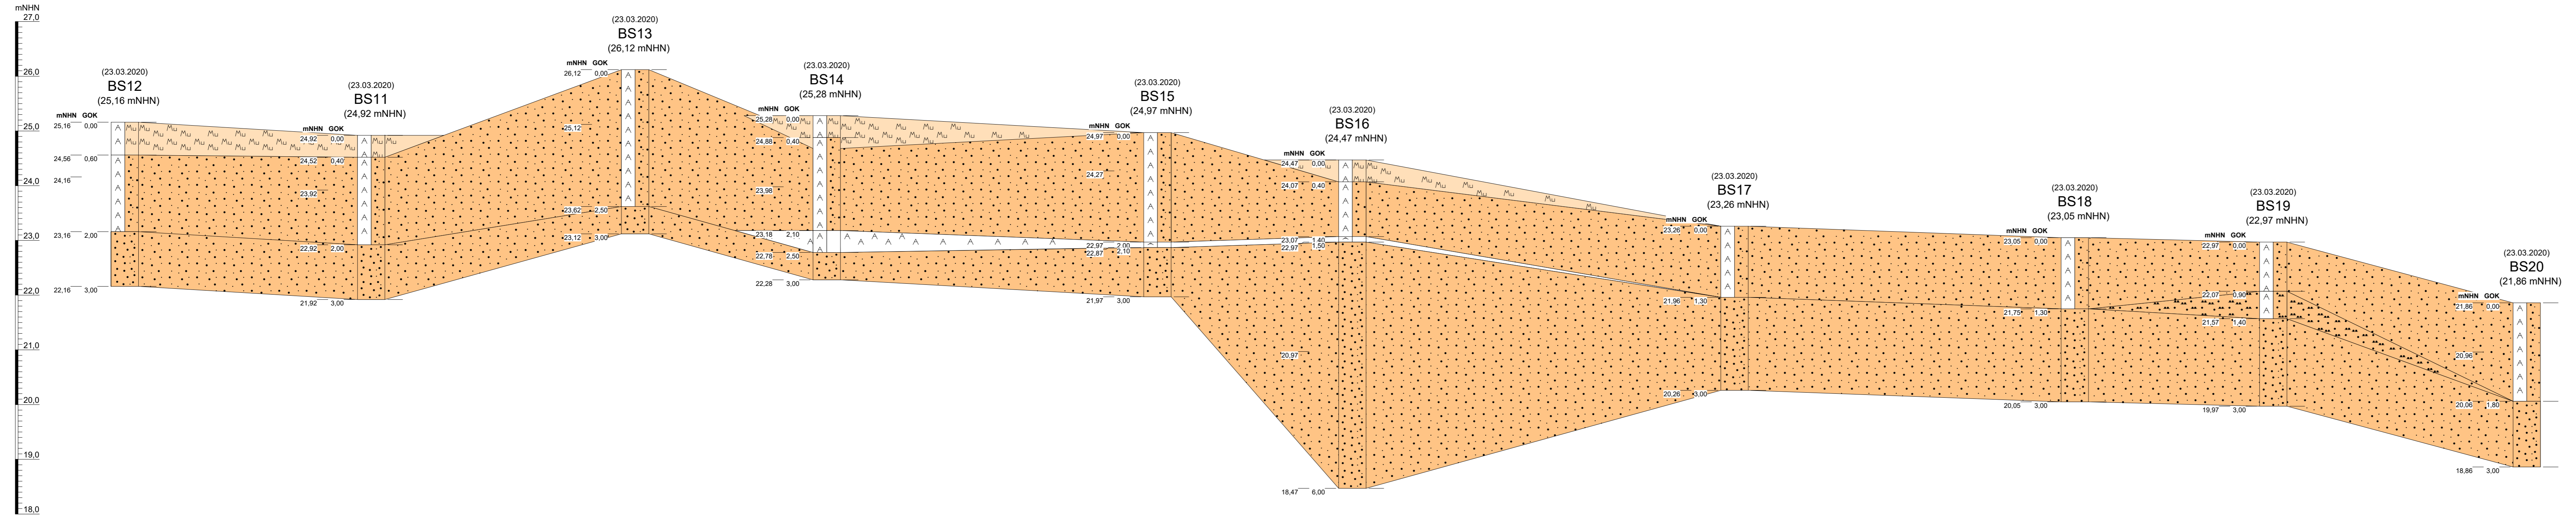 mNHN
27,0
26,0
25,0
24,0
23,0
22,0
21,0
20,0
19,0
18,0
(23.03.2020)
BS12
(25,16 mNHN)
mNHN GOK
25,16 0,00
24,56 0,60
24,16
23,16 2,00
22,16 3,00
(23.03.2020)
BS11
(24,92 mNHN)
mNHN GOK
24,92 0,00
24,52 0,40
23,92
22,92 2,00
21,92 3,00
(23.03.2020)
BS13
(26,12 mNHN)
mNHN GOK
26,12 0,00
25,12
23,62 2,50
23,12 3,00
(23.03.2020)
BS14
(25,28 mNHN)
mNHN GOK
25,28 0,00
24,88 0,40
23,98
23,18 2,10
22,78 2,50
22,28 3,00
(23.03.2020)
BS15
(24,97 mNHN)
mNHN GOK
24,97 0,00
24,27
22,97 2,00
22,87 2,10
21,97 3,00
(23.03.2020)
BS16
(24,47 mNHN)
mNHN GOK
24,47 0,00
24,07 0,40
23,07 1,40
22,97 1,50
20,97
18,47 6,00
(23.03.2020)
BS17
(23,26 mNHN)
mNHN GOK
23,26 0,00
21,96 1,30
20,26 3,00
(23.03.2020)
BS18
(23,05 mNHN)
mNHN GOK
23,05 0,00
21,75 1,30
20,05 3,00
(23.03.2020)
BS19
(22,97 mNHN)
mNHN GOK
22,97 0,00
22,07 0,90
21,57 1,40
19,97 3,00
(23.03.2020)
BS20
(21,86 mNHN)
mNHN GOK
21,86 0,00
20,96
20,06 1,80
18,86 3,00